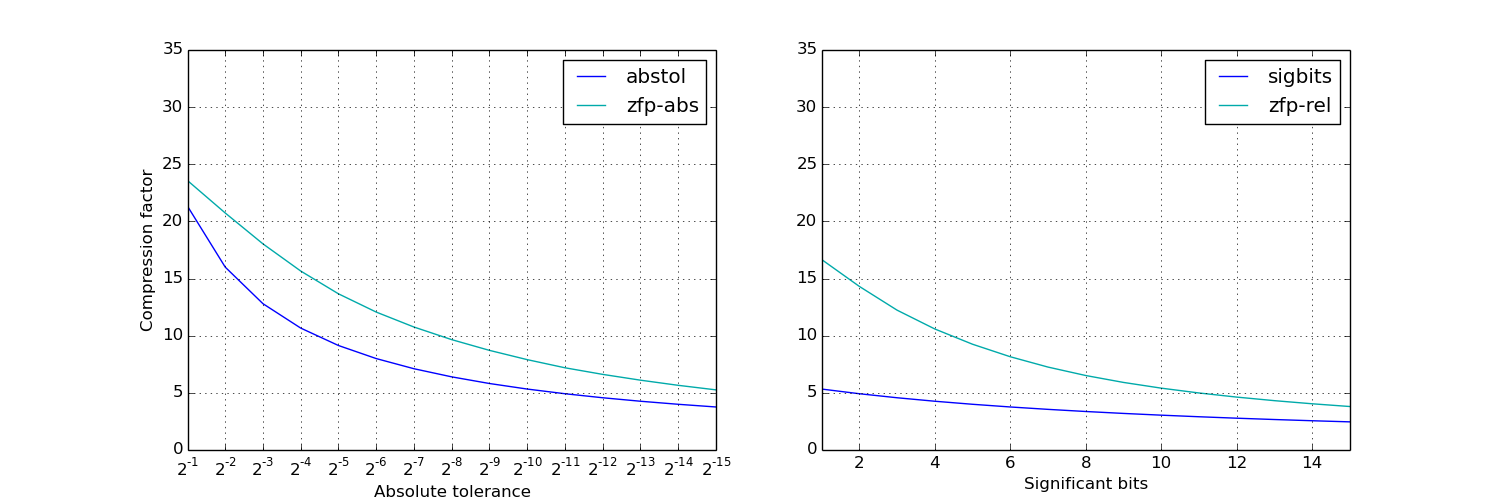 35
30
25
20
15
10
5
0
Compression factor
abstol
zfp-abs
2^-1 2^-2 2^-3 2^-4 2^-5 2^-6 2^-7 2^-8 2^-9 2^-10 2^-11 2^-12 2^-13 2^-14 2^-15
Absolute tolerance
35
30
25
20
15
10
5
0
sigbits
zfp-rel
2 4 6 8 10 12 14
Significant bits